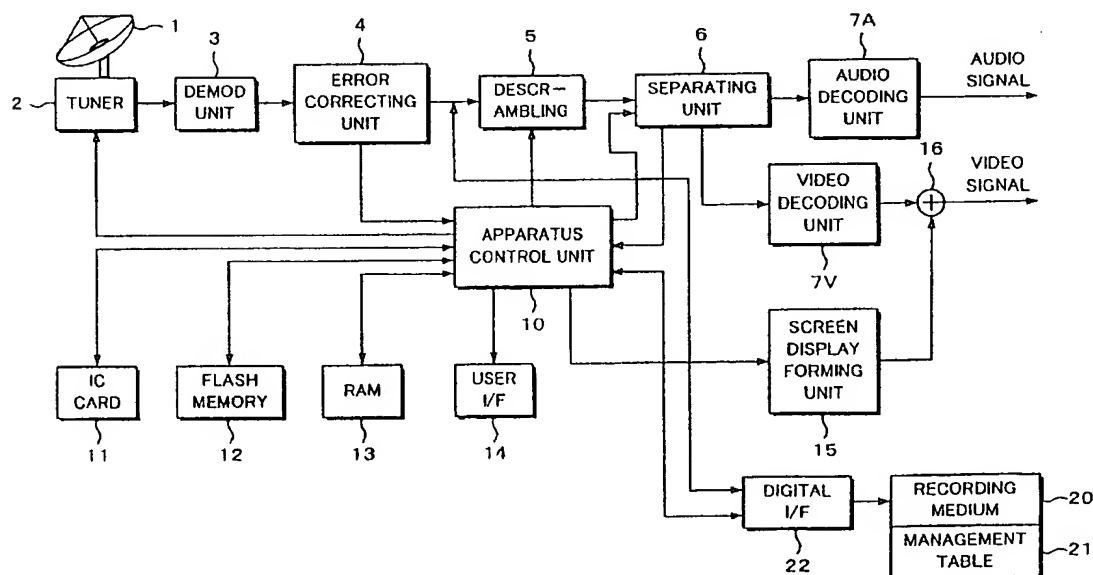 1
2
TUNER
3
DEMOD
UNIT
4
ERROR
CORRECTING
UNIT
5
DESCR-
AMBLING
6
SEPARATING
UNIT
7A
AUDIO
DECODING
UNIT
AUDIO
SIGNAL
VIDEO
DECODING
UNIT
7V
16
VIDEO
SIGNAL
APPARATUS
CONTROL UNIT
10
IC
CARD
11
FLASH
MEMORY
12
RAM
13
USER
I/F
14
SCREEN
DISPLAY
FORMING
UNIT
15
DIGITAL
I/F
22
RECORDING
MEDIUM
20
MANAGEMENT
TABLE
21